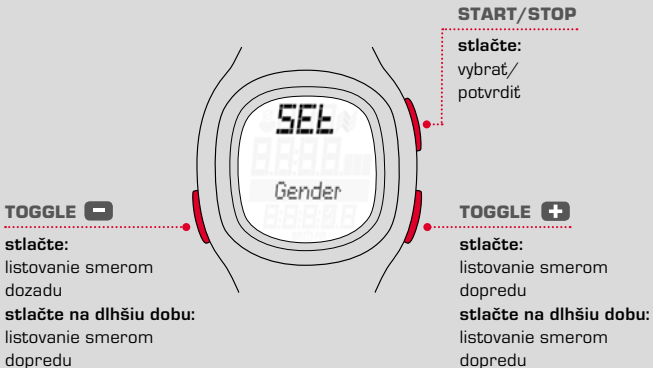 START/STOP
stlačte:
vybrať/
potvrdiť
SEt
Gender
TOGGLE -
stlačte:
listovanie smerom
dozadu
stlačte na dlhšiu dobu:
listovanie smerom
dopredu
TOGGLE +
stlačte:
listovanie smerom
dopredu
stlačte na dlhšiu dobu:
listovanie smerom
dopredu